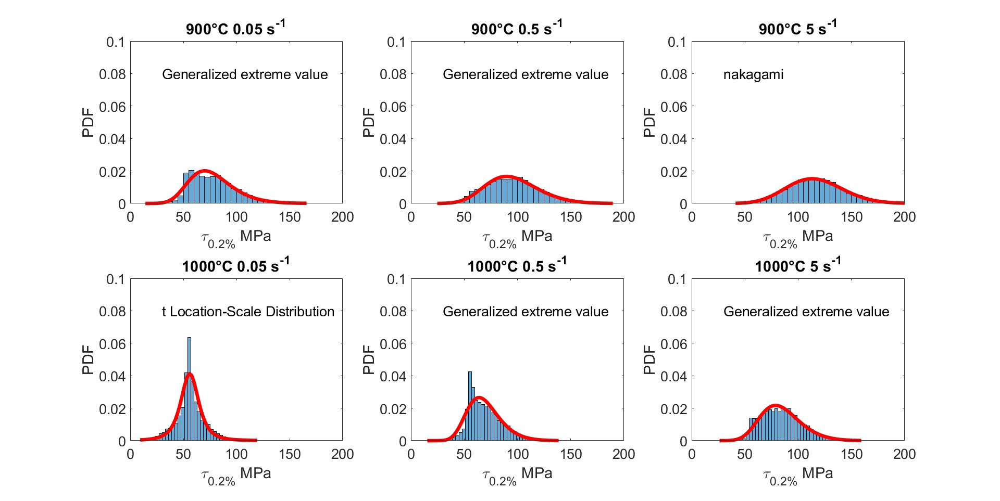 900°C 0.05 s-1
0.1
0.08
0.06
0.04
0.02
0
Generalized extreme value
PDF
0 50 100 150 200
τ0.2% MPa
900°C 0.5 s-1
0.1
0.08
0.06
0.04
0.02
0
Generalized extreme value
PDF
0 50 100 150 200
τ0.2% MPa
900°C 5 s-1
0.1
0.08
0.06
0.04
0.02
0
nakagami
PDF
0 50 100 150 200
τ0.2% MPa
1000°C 0.05 s-1
0.1
0.08
0.06
0.04
0.02
0
t Location-Scale Distribution
PDF
0 50 100 150 200
τ0.2% MPa
1000°C 0.5 s-1
0.1
0.08
0.06
0.04
0.02
0
Generalized extreme value
PDF
0 50 100 150 200
τ0.2% MPa
1000°C 5 s-1
0.1
0.08
0.06
0.04
0.02
0
Generalized extreme value
PDF
0 50 100 150 200
τ0.2% MPa